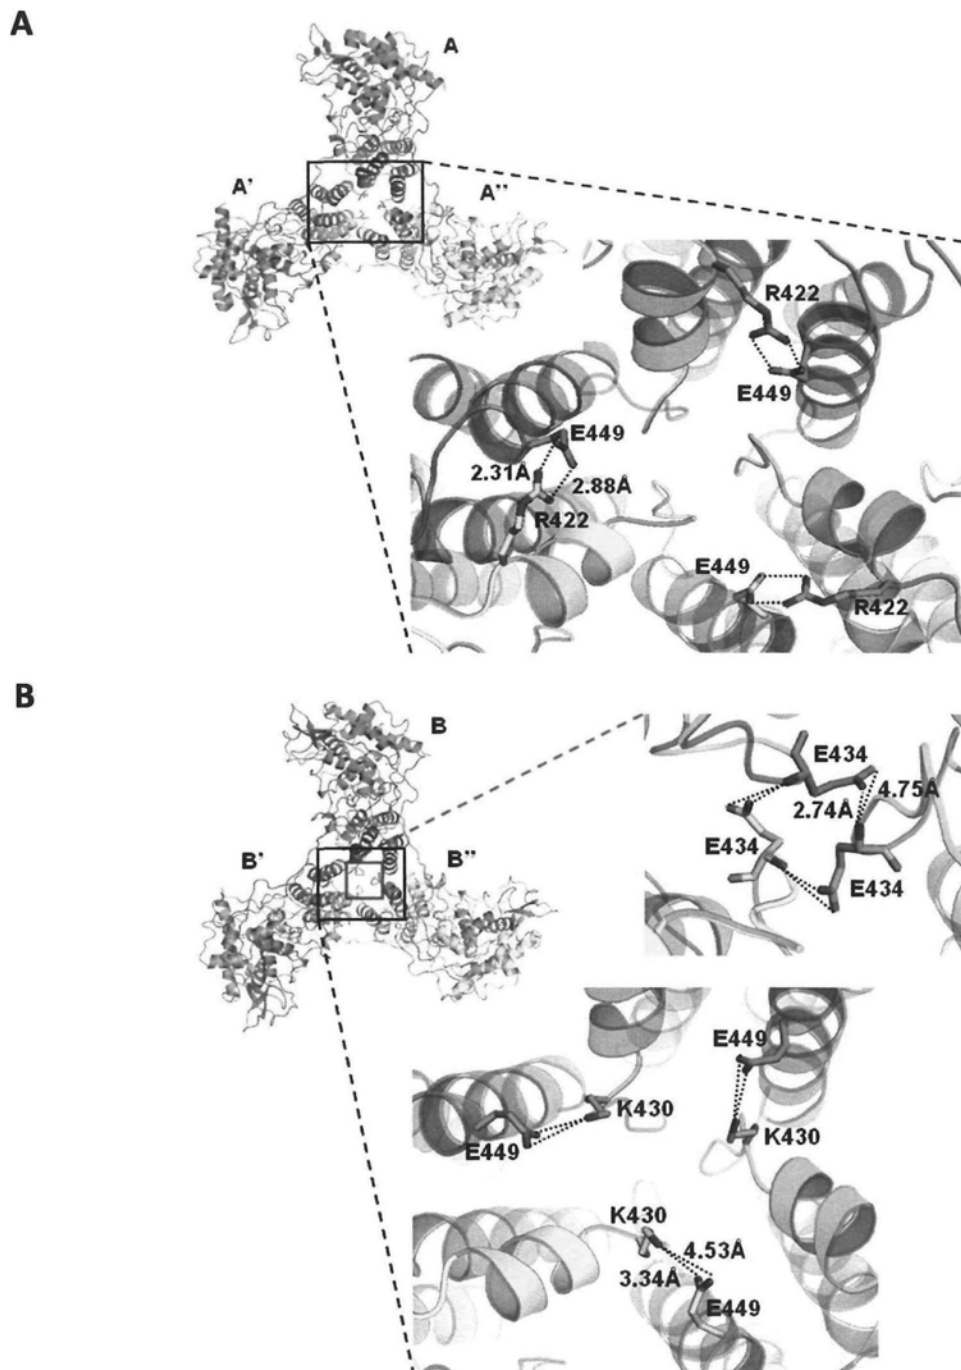 A
A
A'
A''
R422
E449
E449
2.31Å
2.88Å
R422
E449
R422
B
B
B'
B''
E434
4.75Å
2.74Å
E434
E434
E449
K430
E449
K430
K430
4.53Å
3.34Å
E449